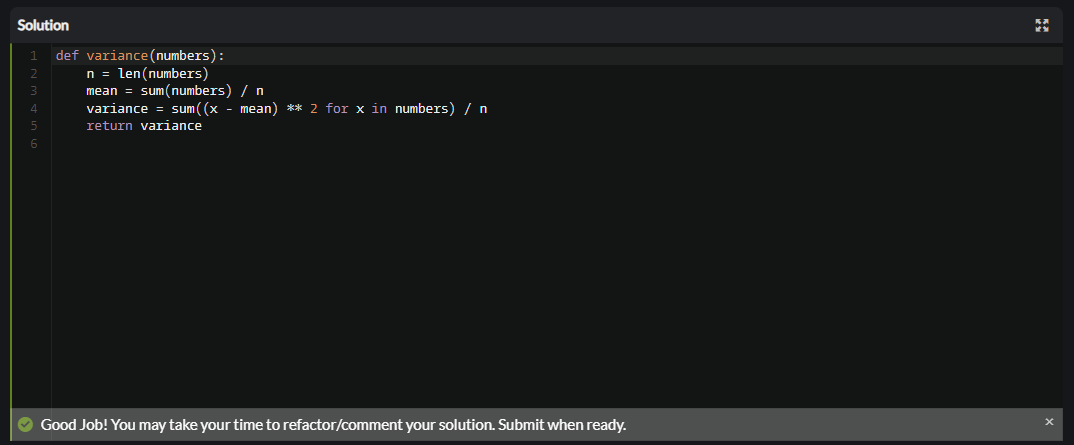 Solution
1 def variance(numbers):
2     n = len(numbers)
3     mean = sum(numbers) / n
4     variance = sum((x - mean) ** 2 for x in numbers) / n
5     return variance
6
Good Job! You may take your time to refactor/comment your solution. Submit when ready. ×